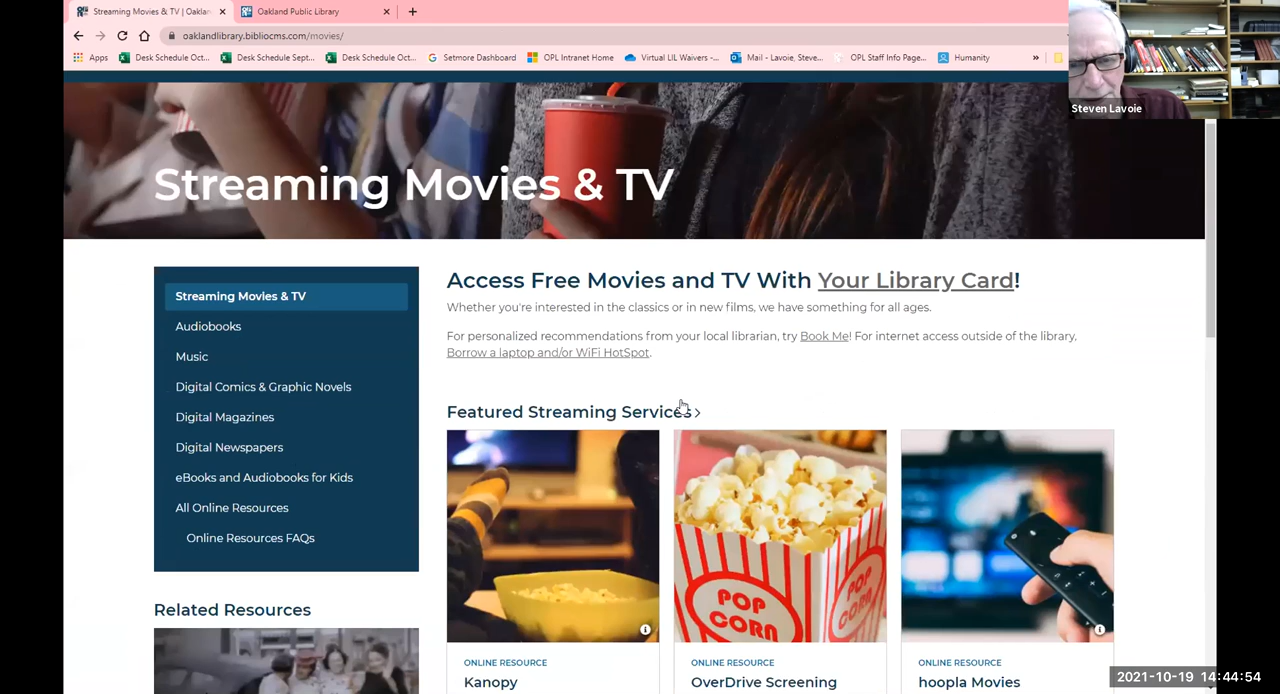 Streaming Movies & TV | Oaklan
Oakland Public Library
oaklandlibrary.bibliocms.com/movies/
Apps
Desk Schedule Oct...
Desk Schedule Sept...
Desk Schedule Oct...
Setmore Dashboard
OPL Intranet Home
Virtual LIL Waivers -...
Mail - Lavoie, Steve...
OPL Staff Info Page...
Humanity
Steven Lavoie
Streaming Movies & TV
Streaming Movies & TV
Audiobooks
Music
Digital Comics & Graphic Novels
Digital Magazines
Digital Newspapers
eBooks and Audiobooks for Kids
All Online Resources
Online Resources FAQs
Related Resources
Access Free Movies and TV With Your Library Card!
Whether you're interested in the classics or in new films, we have something for all ages.
For personalized recommendations from your local librarian, try Book Me! For internet access outside of the library,
Borrow a laptop and/or WiFi HotSpot.
Featured Streaming Services
POP
CORN
POP
CORN
ONLINE RESOURCE
Kanopy
ONLINE RESOURCE
OverDrive Screening
ONLINE RESOURCE
hoopla Movies
2021-10-19 14:44:54